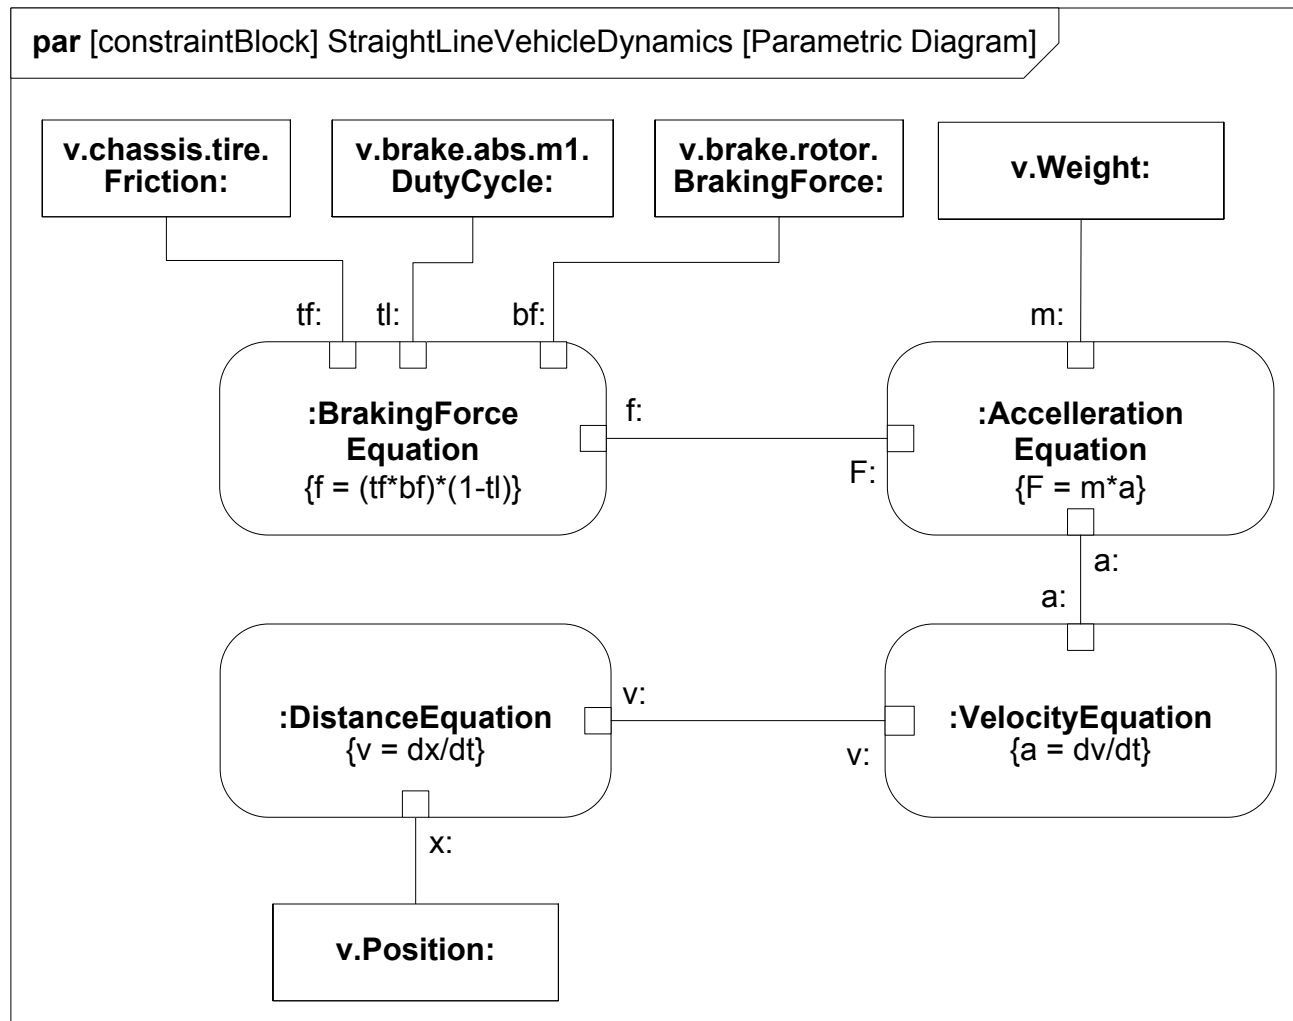 par [constraintBlock] StraightLineVehicleDynamics [Parametric Diagram]
v.chassis.tire.
Friction:
v.brake.abs.m1.
DutyCycle:
v.brake.rotor.
BrakingForce:
v.Weight:
tf:
tl:
bf:
m:
:BrakingForce
Equation
{f = (tf*bf)*(1-tl)}
f:
F:
:Accelleration
Equation
{F = m*a}
a:
a:
:DistanceEquation
{v = dx/dt}
v:
v:
:VelocityEquation
{a = dv/dt}
x:
v.Position: